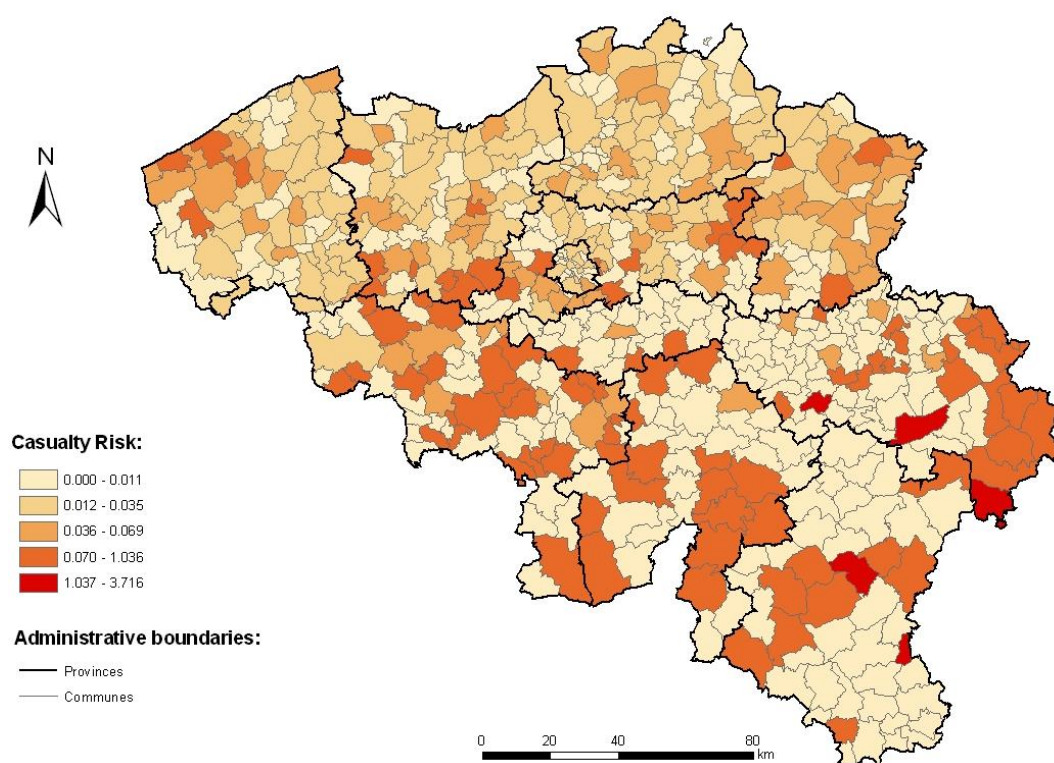 N
Casualty Risk:
0.000 - 0.011
0.012 - 0.035
0.036 - 0.069
0.070 - 1.036
1.037 - 3.716
Administrative boundaries:
Provinces
Communes
0 20 40 60 80
km